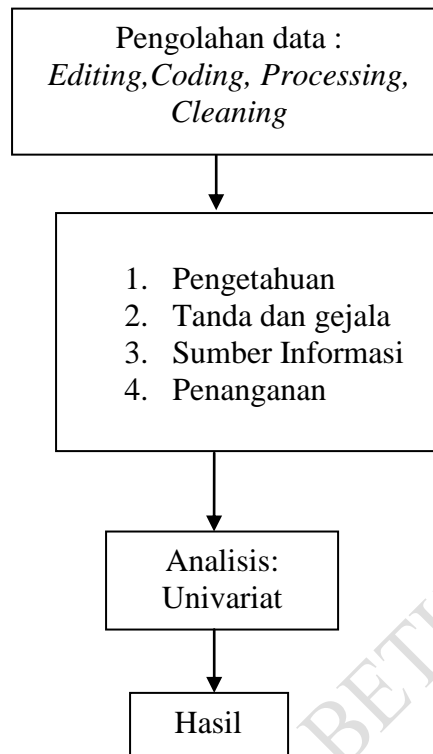 Pengolahan data :
Editing,Coding, Processing,
Cleaning
1. Pengetahuan
2. Tanda dan gejala
3. Sumber Informasi
4. Penanganan
Analisis:
Univariat
Hasil
BETH